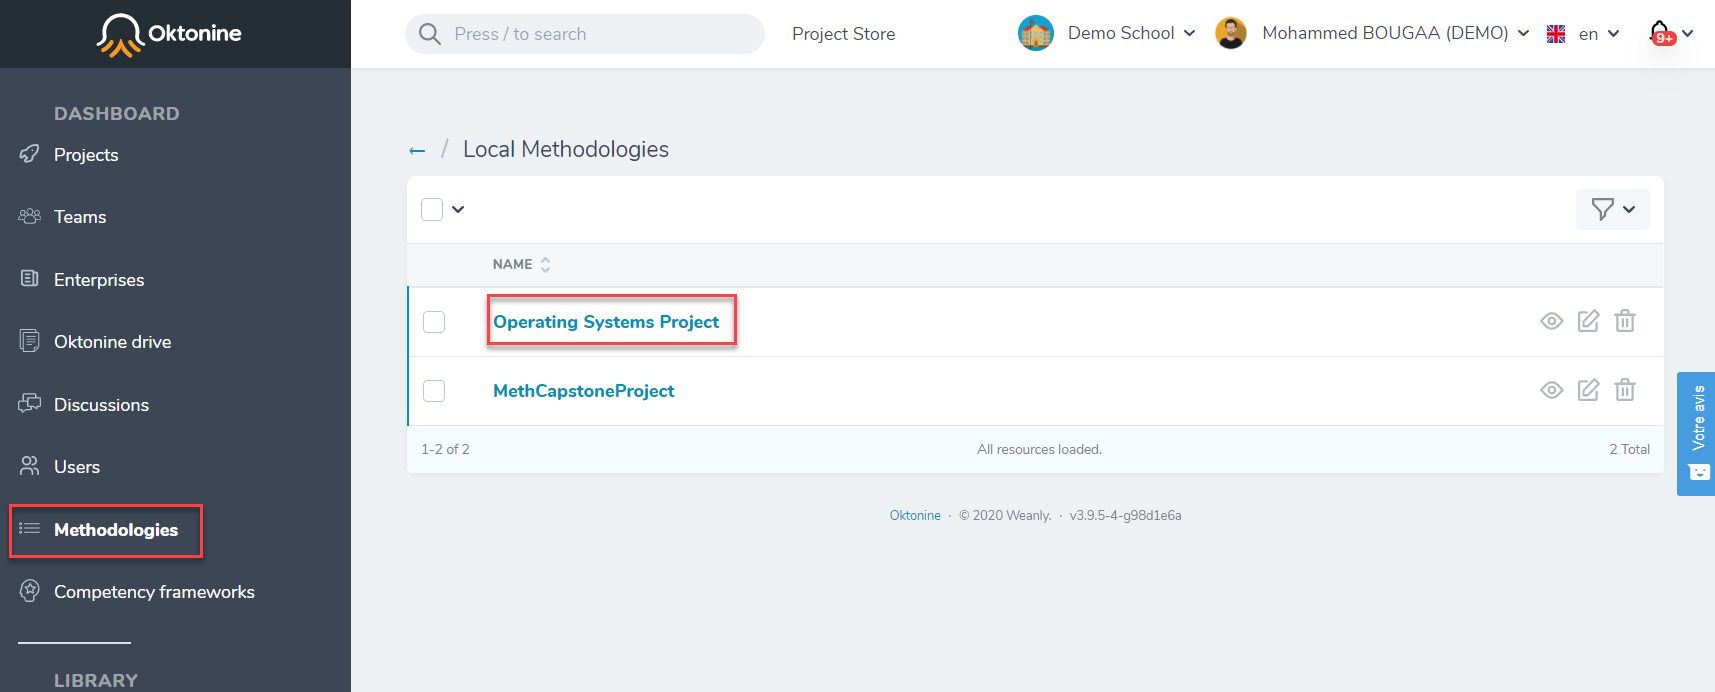 Oktonine
Press / to search
Project Store
Demo School
Mohammed BOUGAA (DEMO)
en
9+
DASHBOARD
Projects
Teams
Enterprises
Oktonine drive
Discussions
Users
Methodologies
Competency frameworks
LIBRARY
← / Local Methodologies
NAME
Operating Systems Project
MethCapstoneProject
1-2 of 2
All resources loaded.
2 Total
Oktonine · © 2020 Weanly. · v3.9.5-4-g98d1e6a
Votre avis